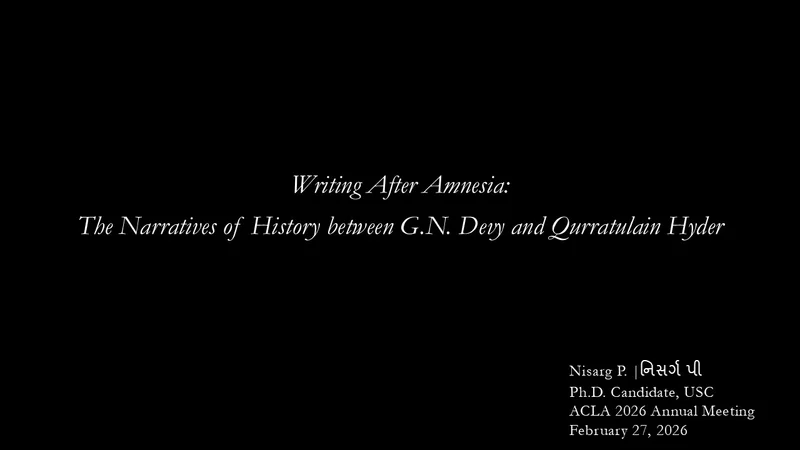 Writing After Amnesia:
The Narratives of History between G.N. Devy and Qurratulain Hyder
Nisarg P. |નિસર્ગ પી
Ph.D. Candidate, USC
ACLA 2026 Annual Meeting
February 27, 2026